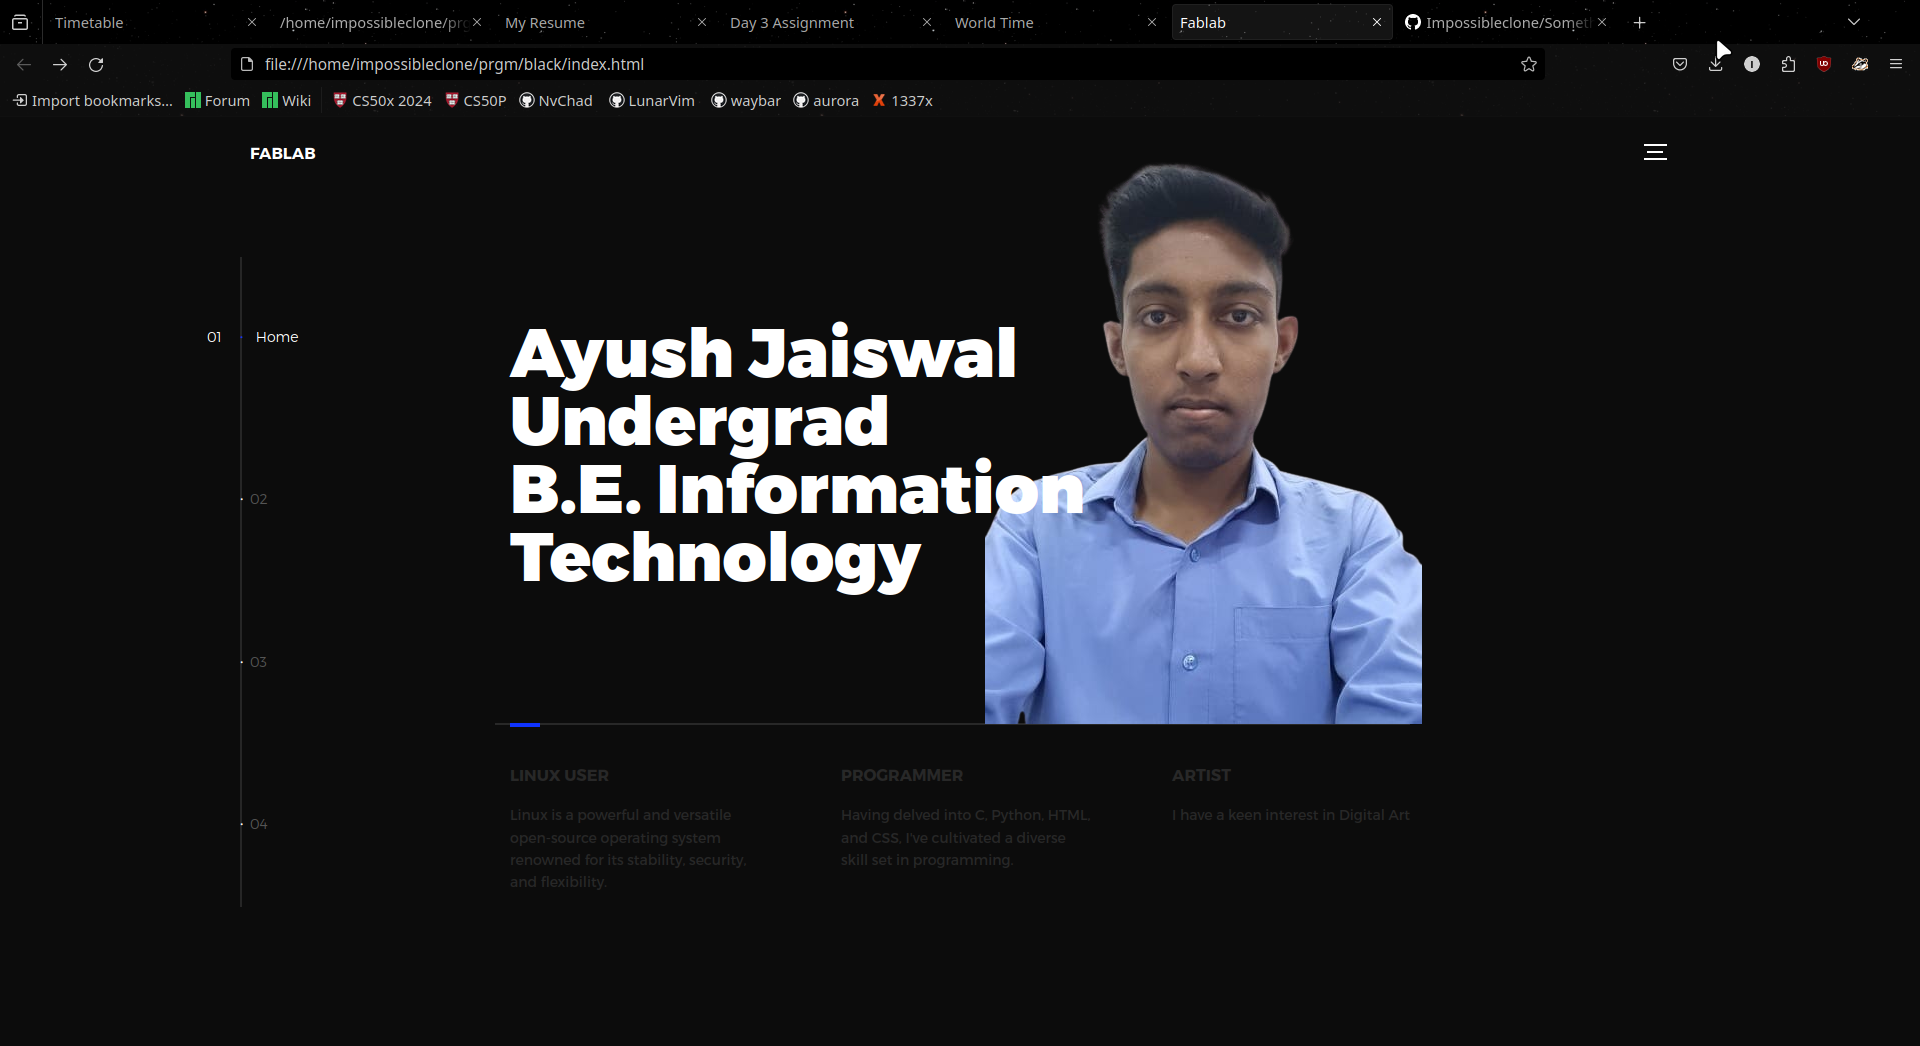 Timetable
/home/impossibleclone/prg
My Resume
Day 3 Assignment
World Time
Fablab
Impossibleclone/Somet
file:///home/impossibleclone/prgm/black/index.html
Import bookmarks...
Forum
Wiki
CS50x 2024
CS50P
NvChad
LunarVim
waybar
aurora
1337x
FABLAB
01
Home
02
03
04
Ayush Jaiswal
Undergrad
B.E. Information
Technology
LINUX USER
Linux is a powerful and versatile
open-source operating system
renowned for its stability, security,
and flexibility.
PROGRAMMER
Having delved into C, Python, HTML,
and CSS, I've cultivated a diverse
skill set in programming.
ARTIST
I have a keen interest in Digital Art